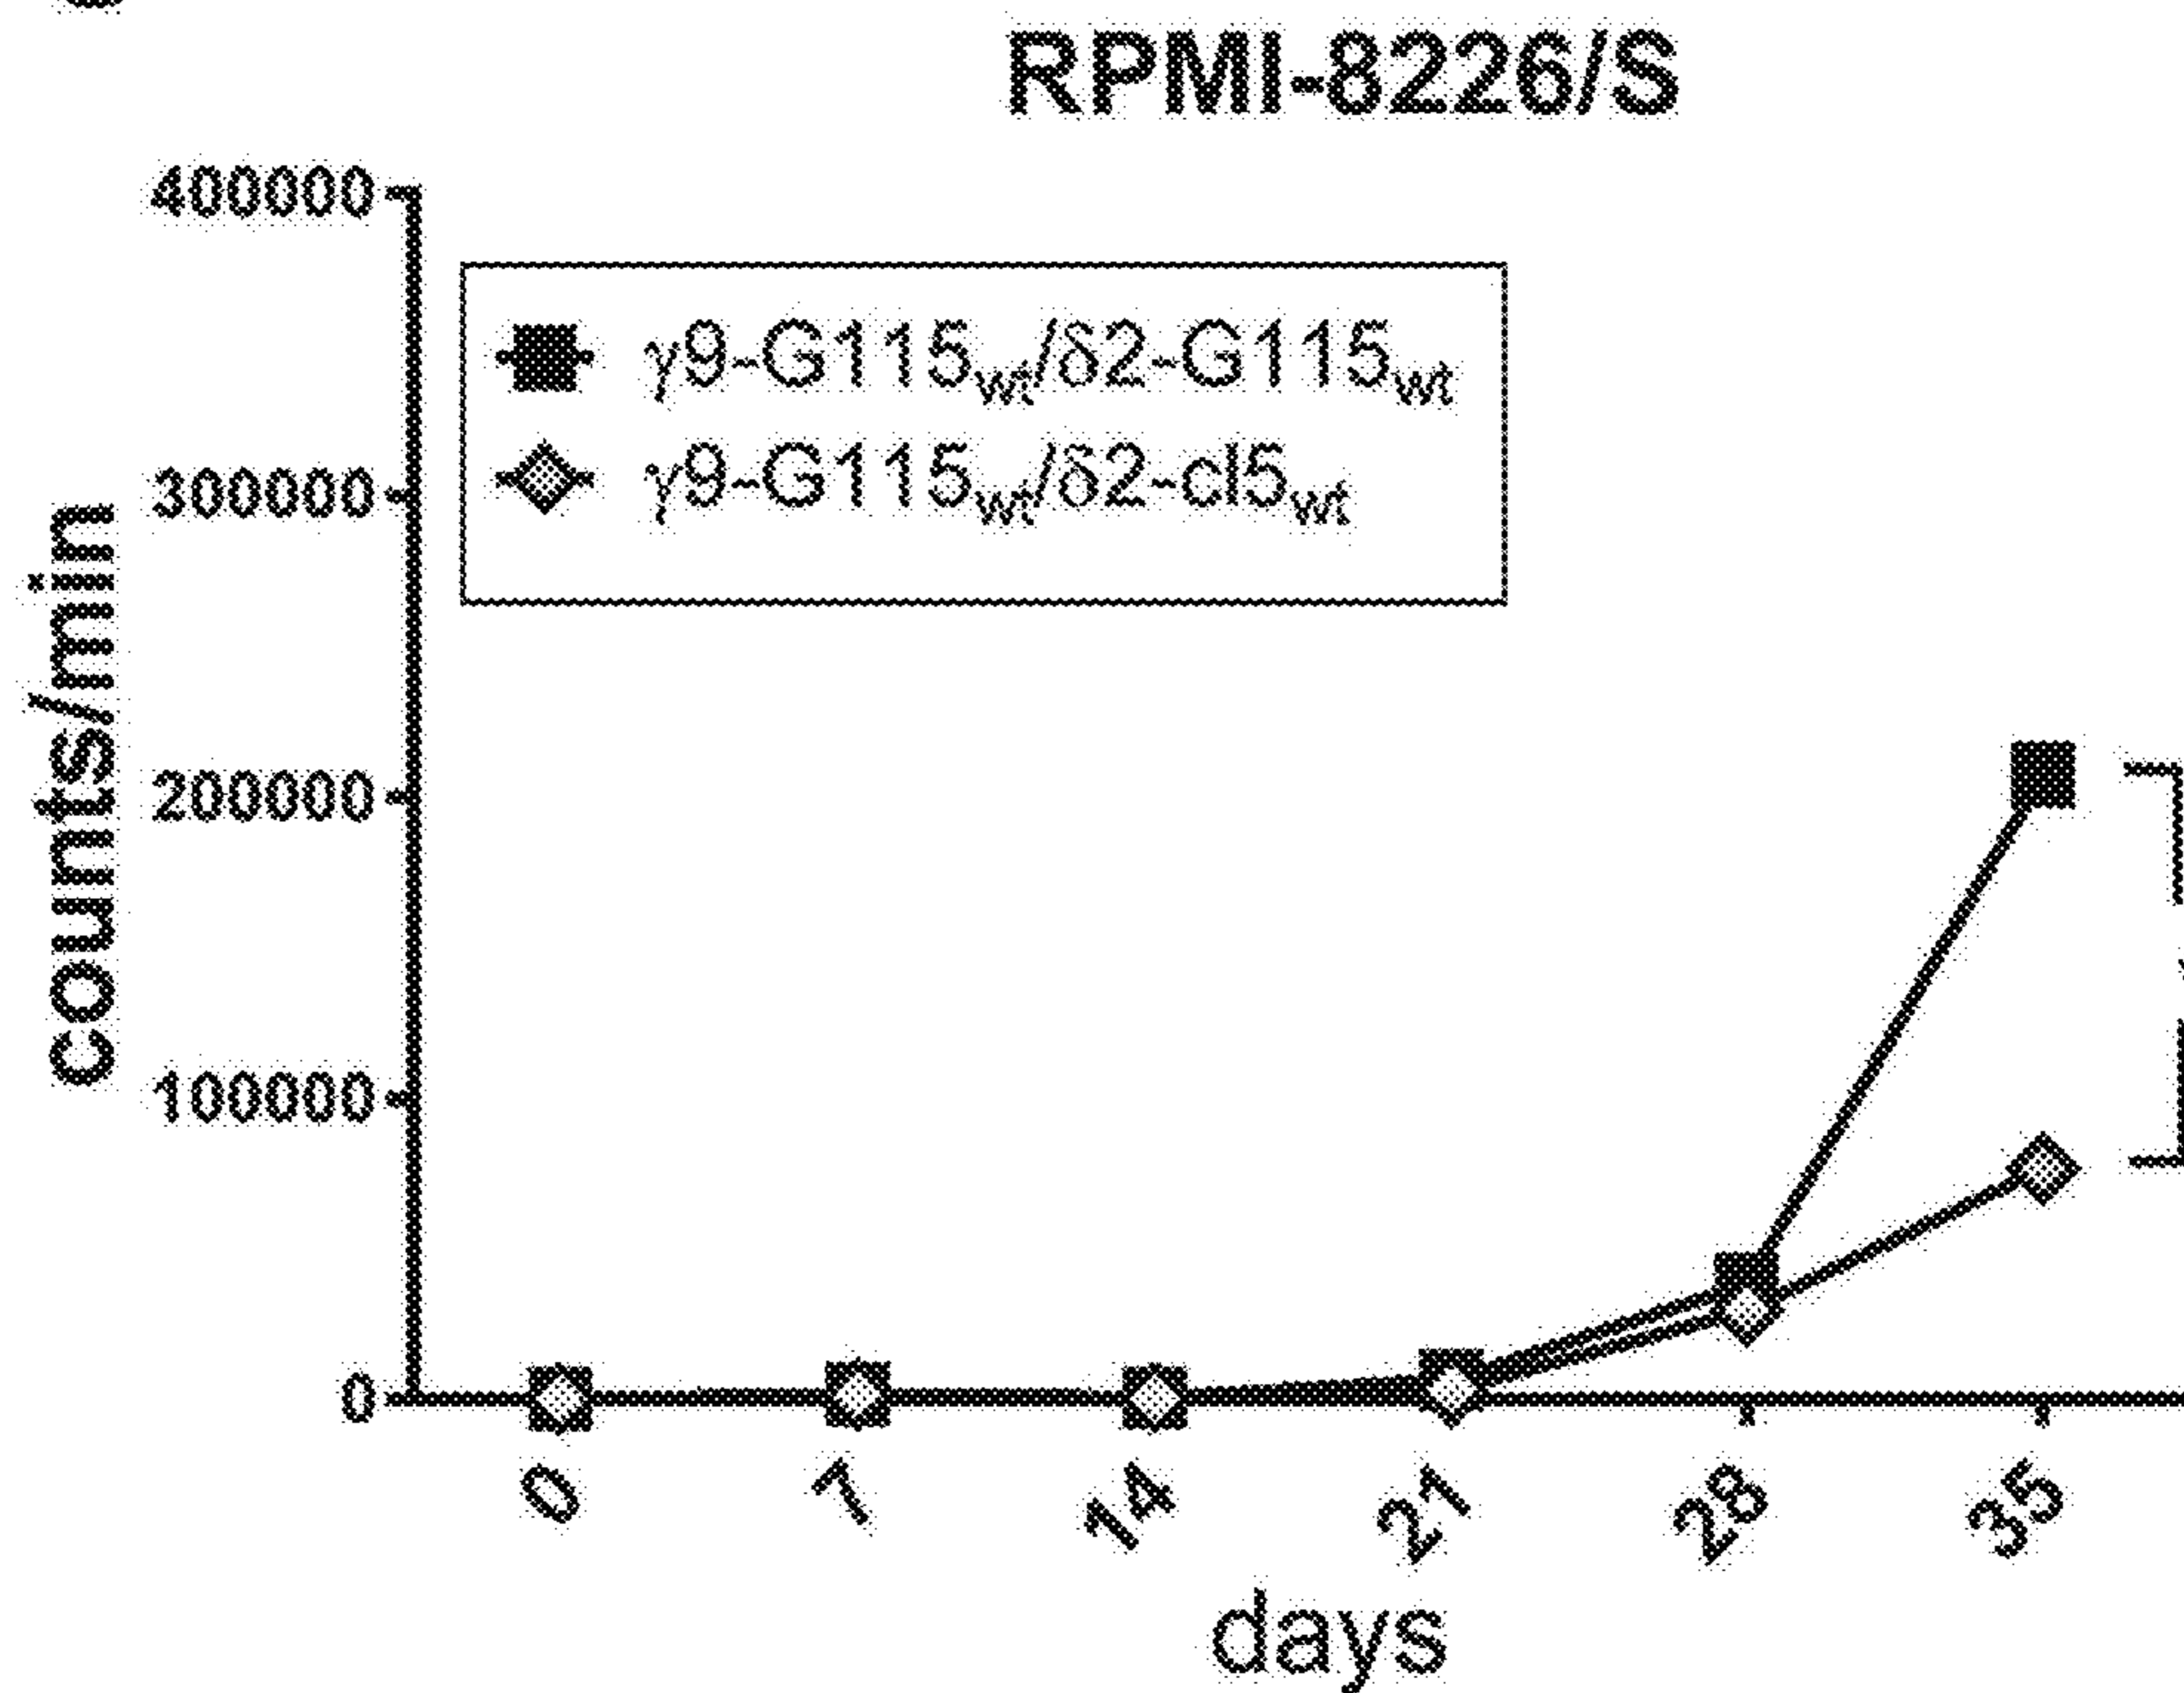 RPMI-8226/S
400000
300000
200000
100000
0
counts/min
γ9-G115wt/δ2-G115wt
γ9-G115wt/δ2-cl5wt
0 7 14 21 28 35
days